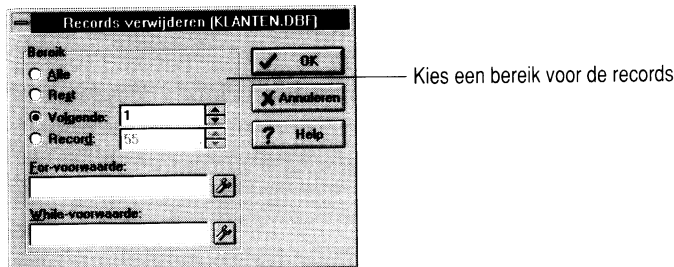 Records verwijderen (KLANTEN.DBF)
Bereik
Alle
Rest
Volgende: 1
Record: 55
For-voorwaarde:
While-voorwaarde:
OK
Annuleren
Help
Kies een bereik voor de records